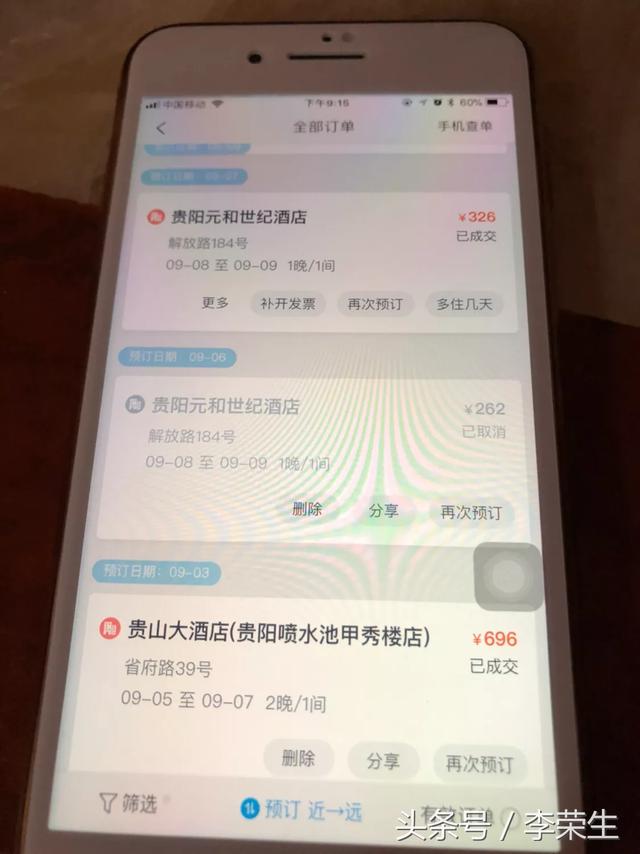 中国移动 下午9:15 60%
全部订单 手机查单
预订日期 09-07
贵阳元和世纪酒店 ¥326
解放路184号 已成交
09-08 至 09-09 1晚/1间
更多 补开发票 再次预订 多住几天
预订日期 09-06
贵阳元和世纪酒店 ¥262
解放路184号 已取消
09-08 至 09-09 1晚/1间
删除 分享 再次预订
预订日期: 09-03
贵山大酒店(贵阳喷水池甲秀楼店) ¥696
省府路39号 已成交
09-05 至 09-07 2晚/1间
删除 分享 再次预订
筛选 预订 近→远 有效订单
头条号 / 李荣生